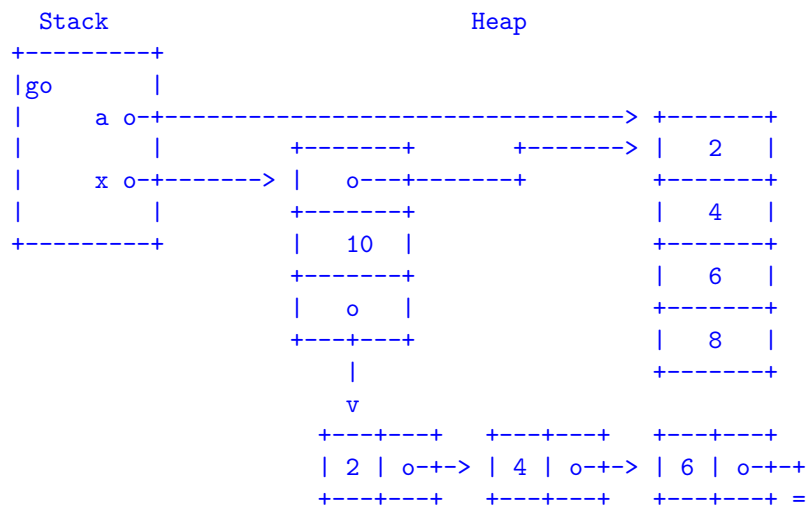 Stack                         Heap
+---------+
|go       |
|     a o-+--------------------------------> +-------+
|         |          +-------+       +-------> |   2   |
|     x o-+-------> |   o---+-------+         +-------+
|         |          +-------+                 |   4   |
+---------+          |   10  |                 +-------+
                     +-------+                 |   6   |
                     |   o   |                 +-------+
                     +---+---+                 |   8   |
                         |                     +-------+
                         v
                       +---+---+   +---+---+   +---+---+
                       | 2 | o-+-> | 4 | o-+-> | 6 | o-+-+
                       +---+---+   +---+---+   +---+---+ =